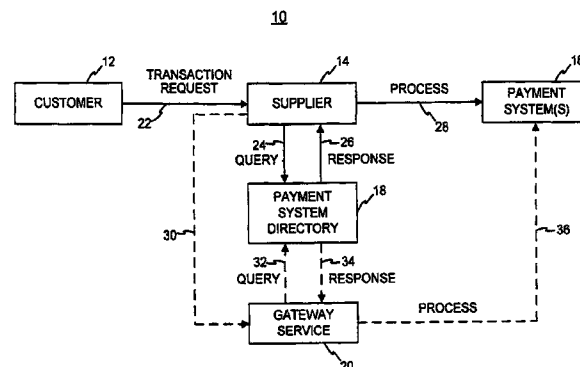 10
12
CUSTOMER
TRANSACTION
REQUEST
22
14
SUPPLIER
PROCESS
28
16
PAYMENT
SYSTEM(S)
24
QUERY
26
RESPONSE
18
PAYMENT
SYSTEM
DIRECTORY
30
32
QUERY
34
RESPONSE
36
GATEWAY
SERVICE
PROCESS
20